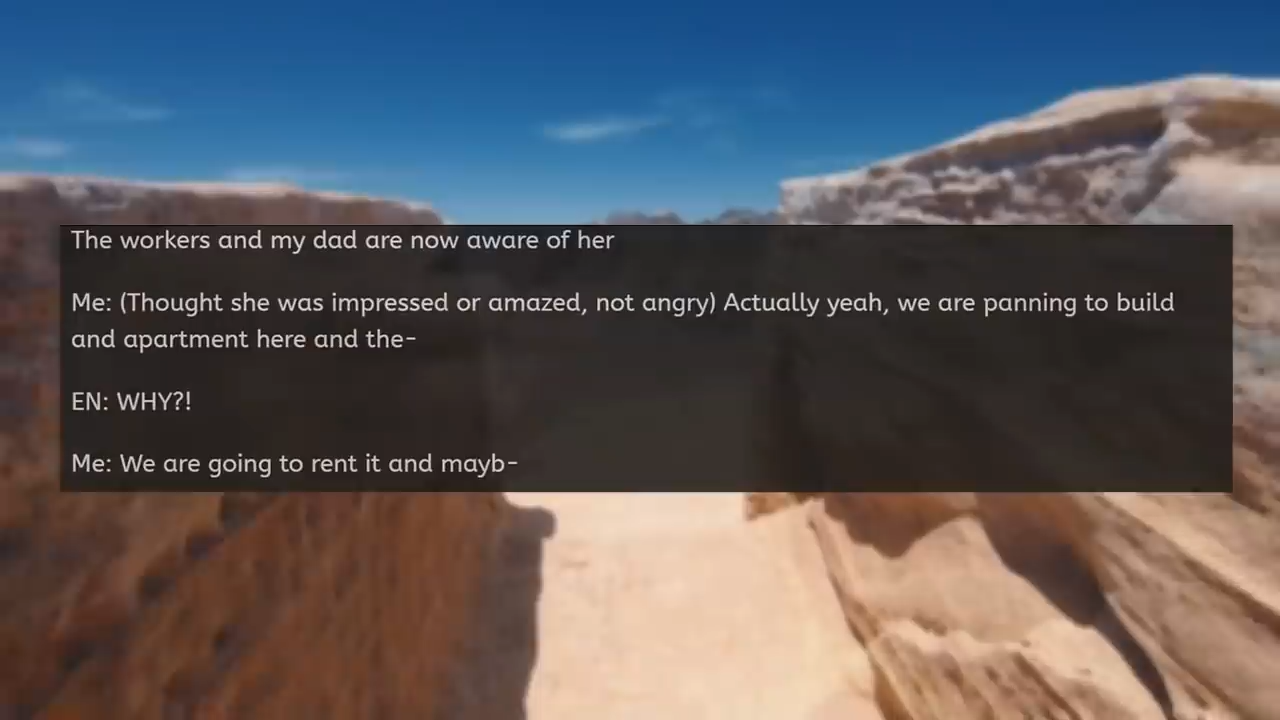 The workers and my dad are now aware of her
Me: (Thought she was impressed or amazed, not angry) Actually yeah, we are panning to build
and apartment here and the-
EN: WHY?!
Me: We are going to rent it and mayb-